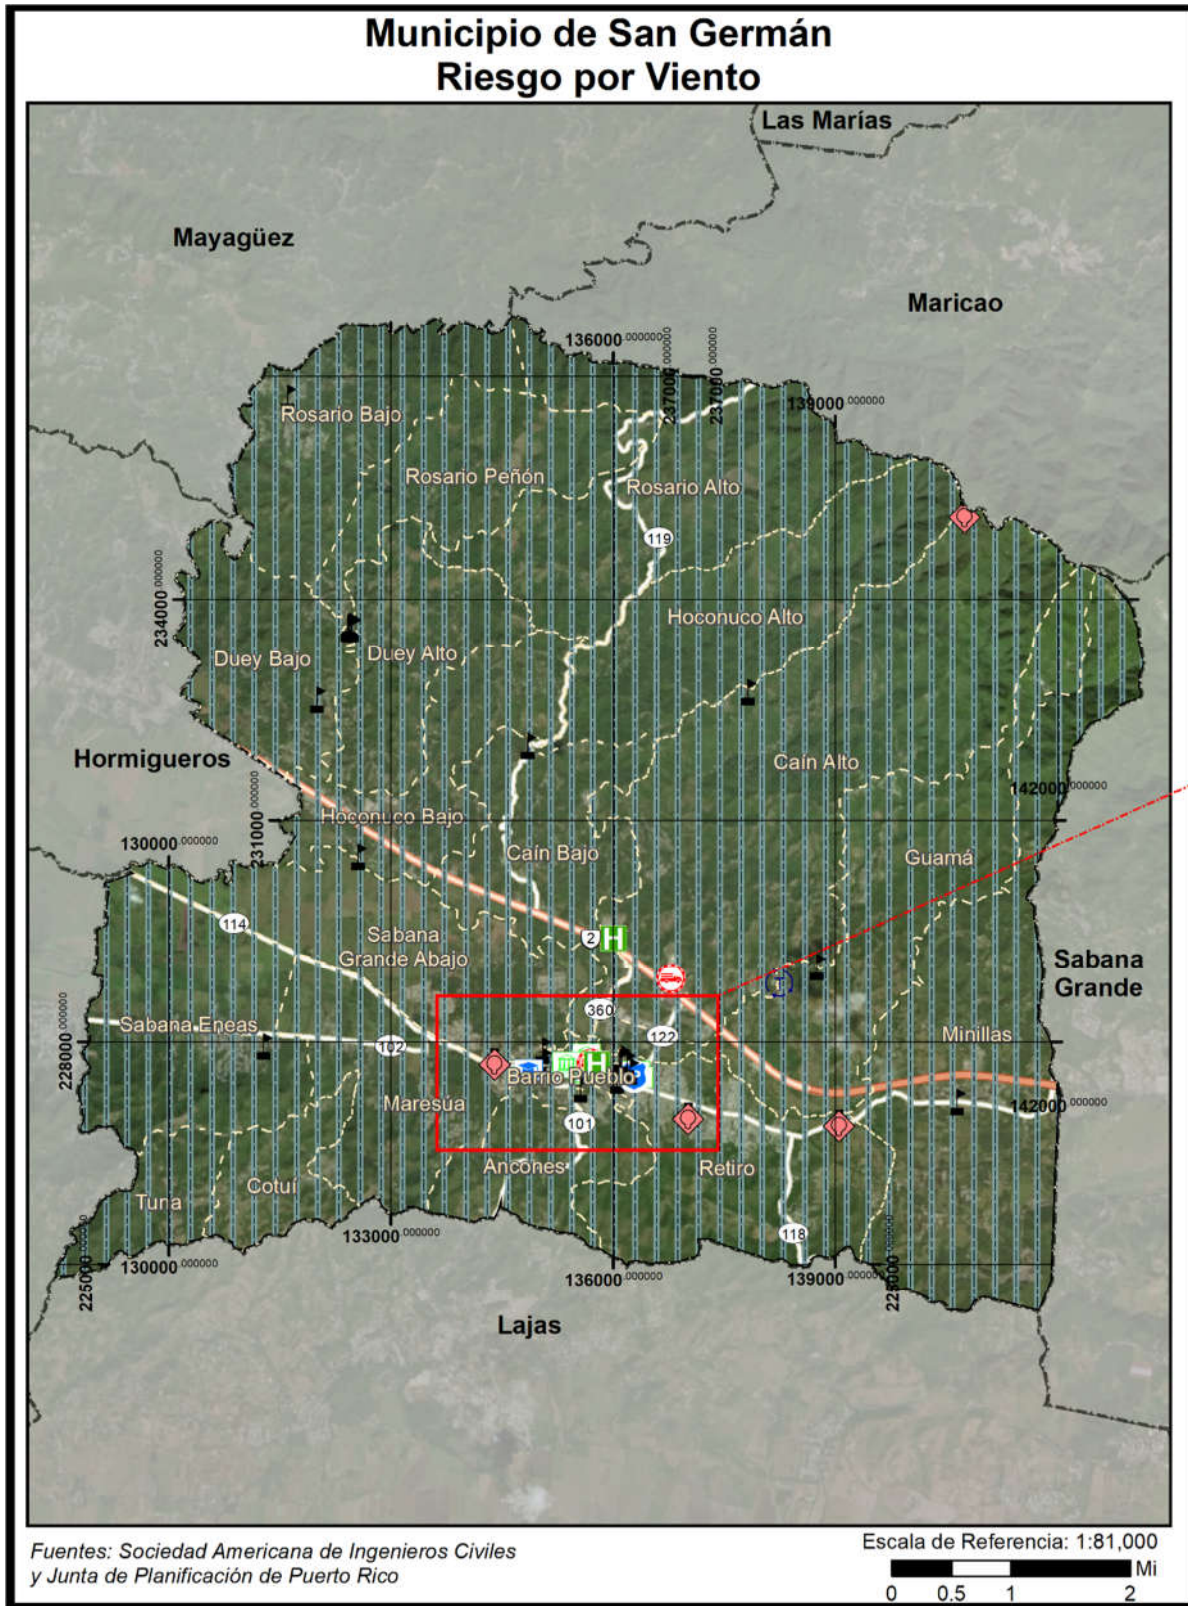 Municipio de San Germán
Riesgo por Viento
Las Marías
Mayagüez
Maricao
136000.000000
237000.000000
237000.000000
139000.000000
Rosario Bajo
Rosario Peñón
Rosario Alto
119
234000.000000
Hoconuco Alto
Duey Bajo
Duey Alto
Hormigueros
Caín Alto
142000.000000
231000.000000
Hoconuco Bajo
130000.000000
Caín Bajo
Guamá
114
Sabana
Grande Abajo
2
H
Sabana
Grande
T
360
122
Sabana Eneas
228000.000000
102
Minillas
H
Barrio Pueblo
P
Maresúa
142000.000000
101
Ancones
Retiro
Cotuí
Tuna
133000.000000
118
225000.000000
130000.000000
136000.000000
139000.000000
225000.000000
Lajas
Fuentes: Sociedad Americana de Ingenieros Civiles
y Junta de Planificación de Puerto Rico
Escala de Referencia: 1:81,000
Mi
0 0.5 1 2